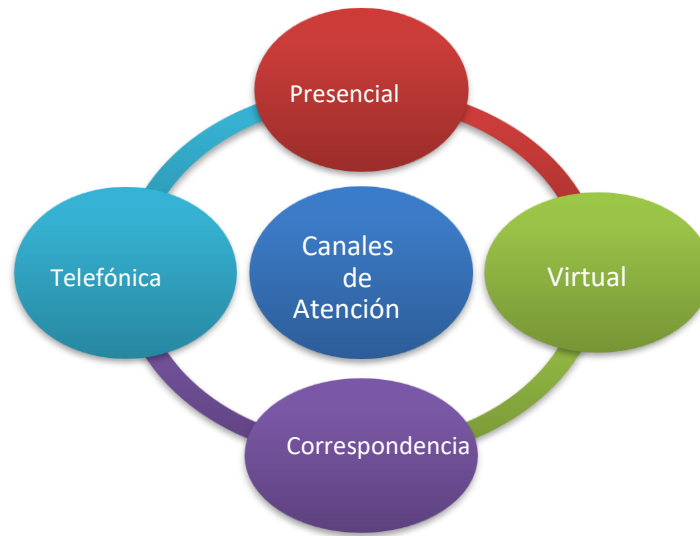 Presencial
Telefónica
Canales
de
Atención
Virtual
Correspondencia